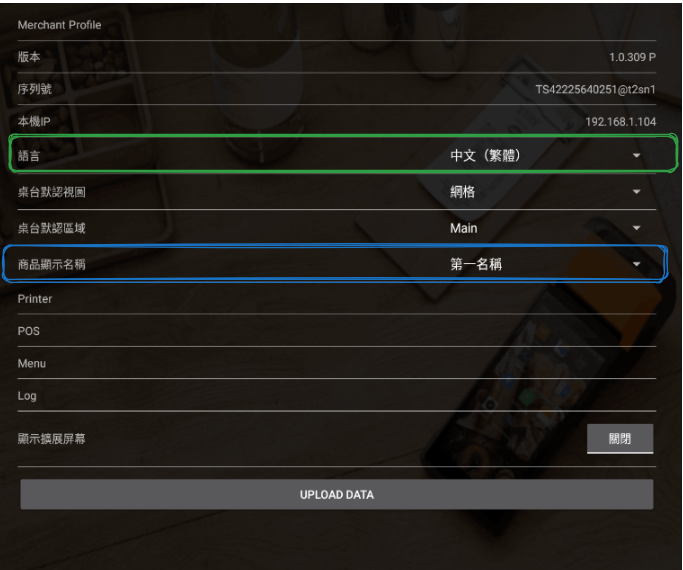 Merchant Profile
版本 1.0.309 P
序列號 TS42225640251@t2sn1
本機IP 192.168.1.104
語言 中文（繁體）
桌台默認視圖 網格
桌台默認區域 Main
商品顯示名稱 第一名稱
Printer
POS
Menu
Log
顯示擴展屏幕 關閉
UPLOAD DATA